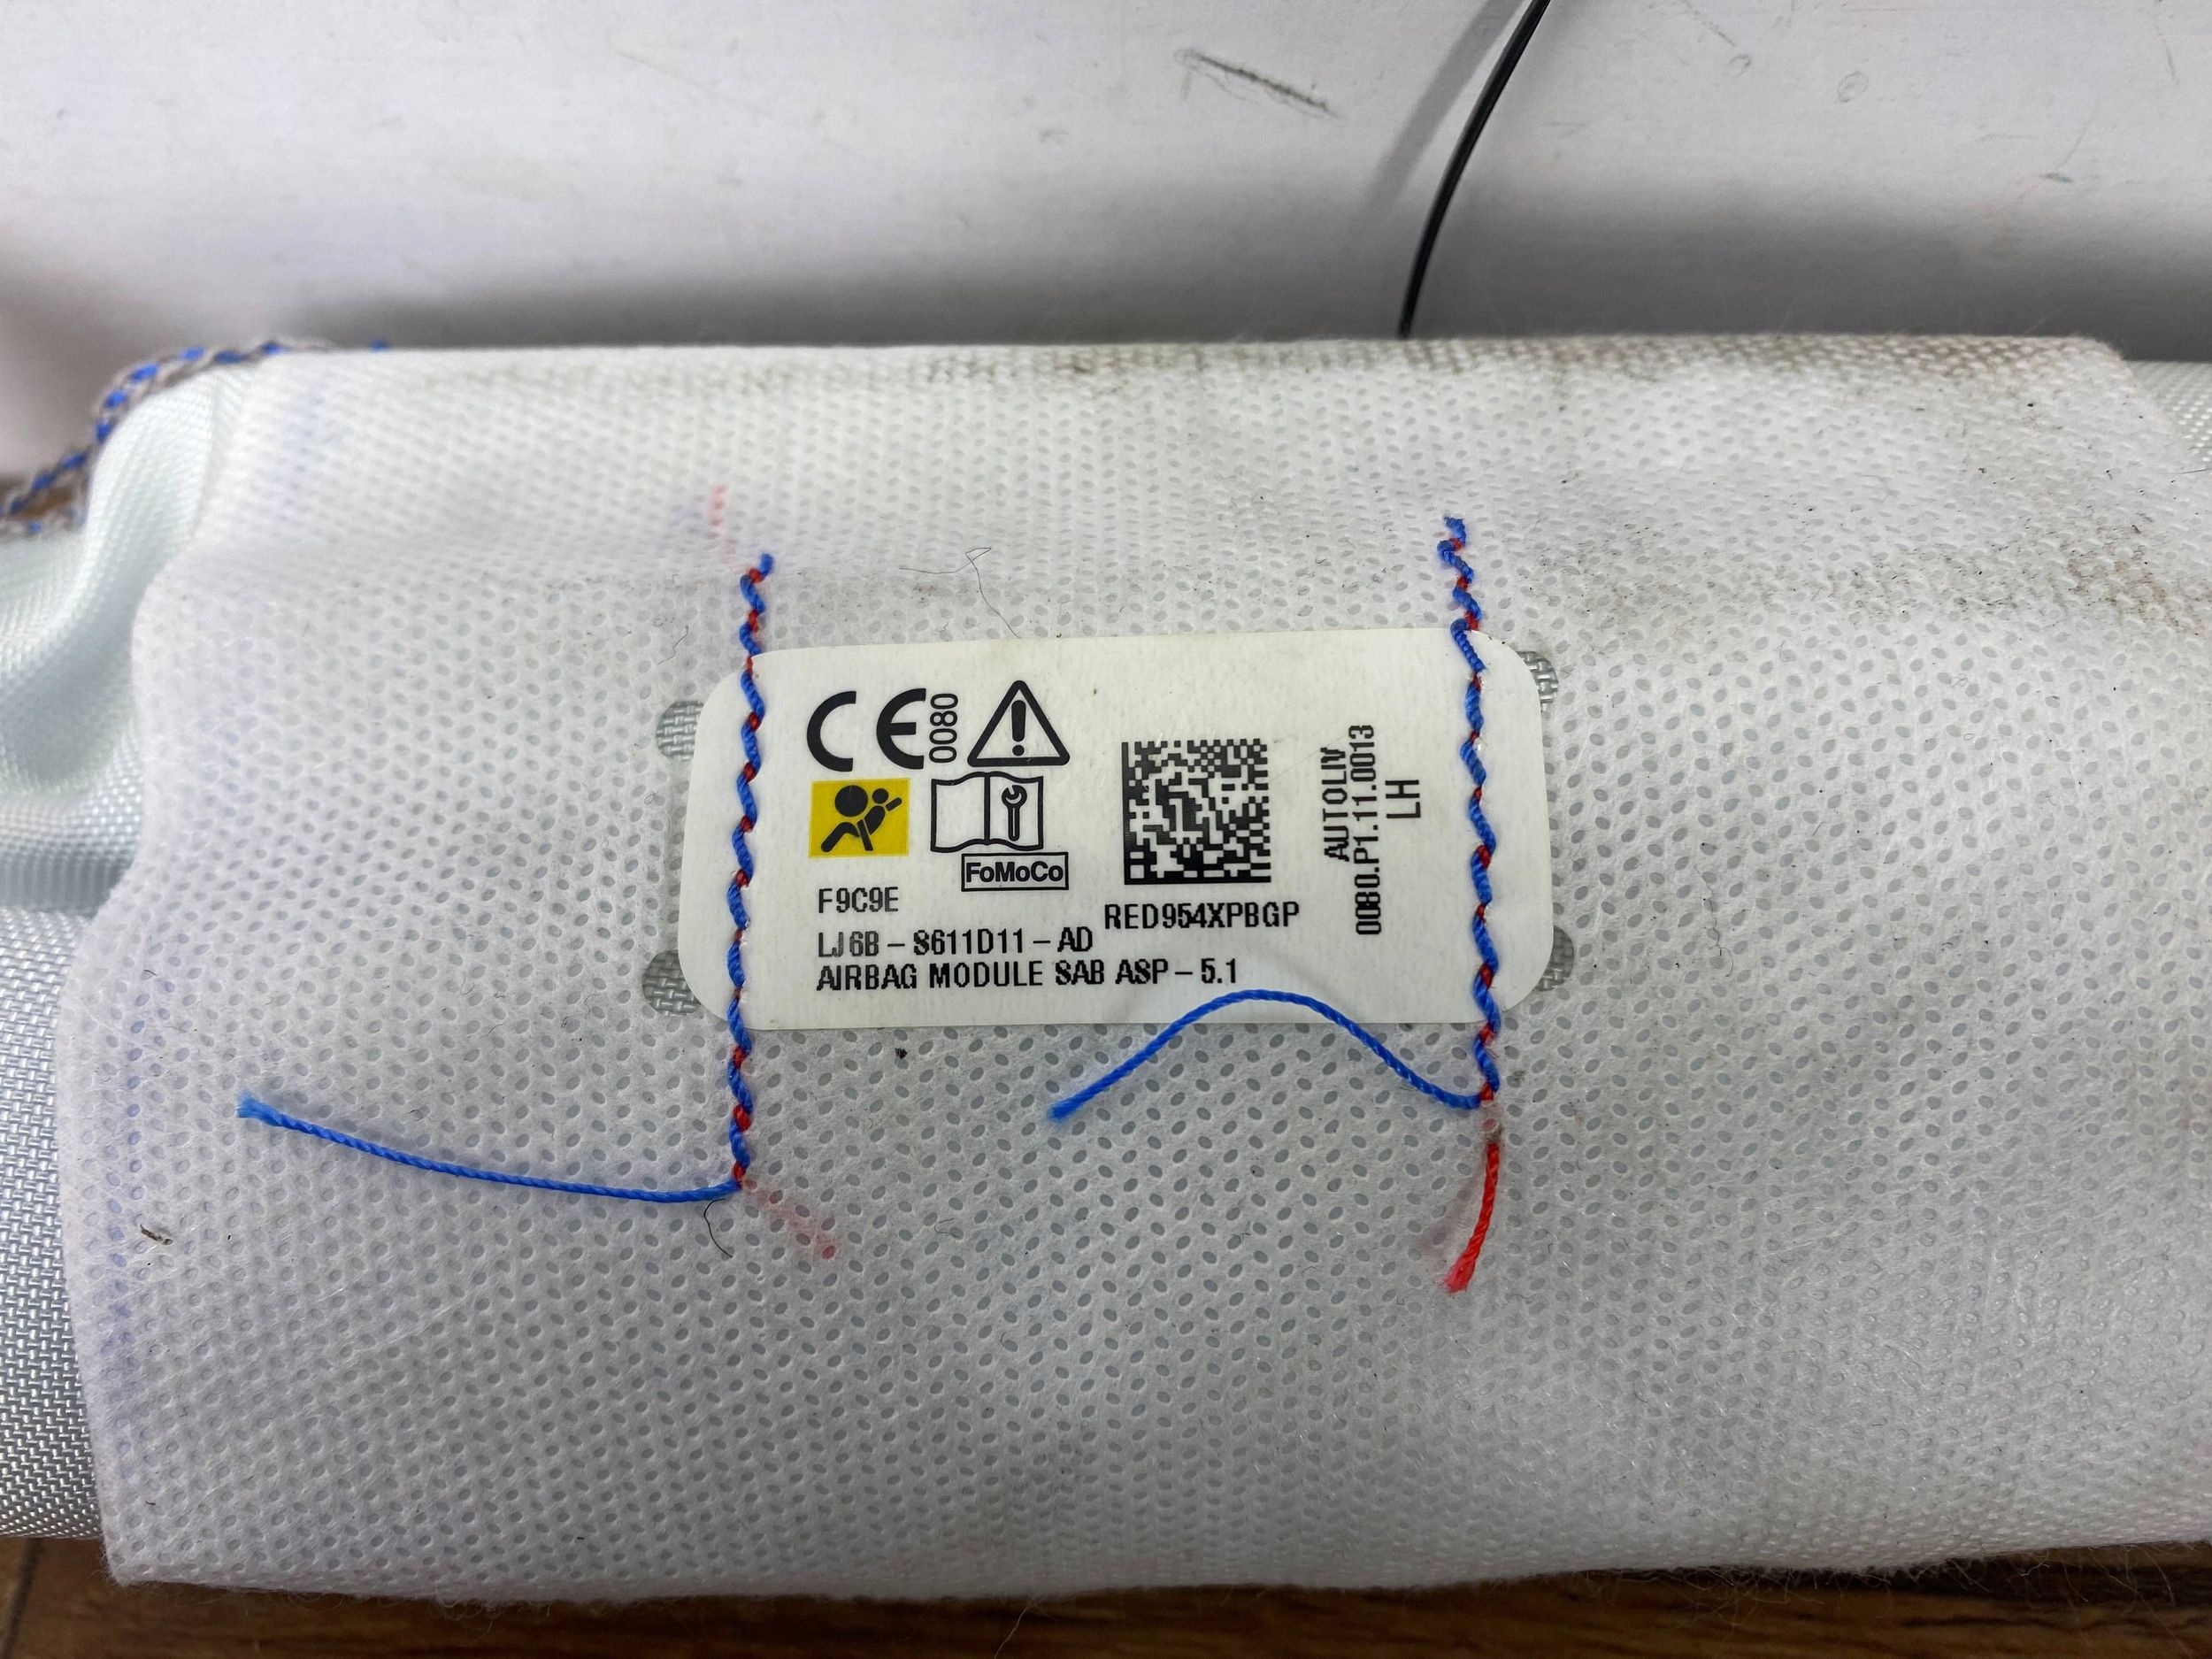 CE 0080
FoMoCo
F9C9E
RED954XPBGP
LJ6B-S611D11-AD
AIRBAG MODULE SAB ASP-5.1
AUTOLIV
0080.P1.11.0013
LH